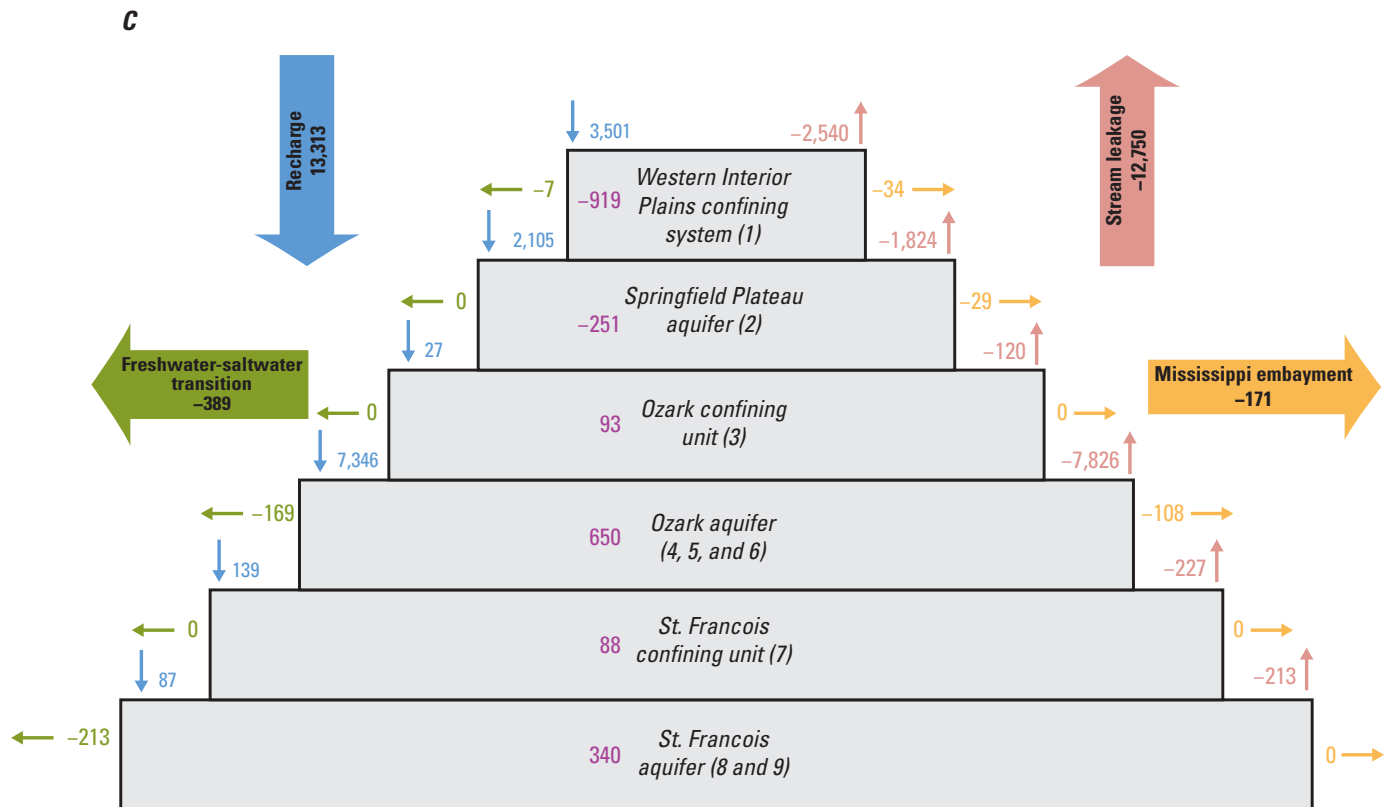 C
Recharge
13,313
Stream leakage
−12,750
3,501
−2,540
Western Interior
Plains confining
system (1)
−919
−7
−34
2,105
−1,824
Springfield Plateau
aquifer (2)
−251
0
−29
27
−120
Freshwater-saltwater
transition
−389
Mississippi embayment
−171
Ozark confining
unit (3)
93
0
0
7,346
−7,826
Ozark aquifer
(4, 5, and 6)
650
−169
−108
139
−227
St. Francois
confining unit (7)
88
0
0
87
−213
St. Francois
aquifer (8 and 9)
340
−213
0